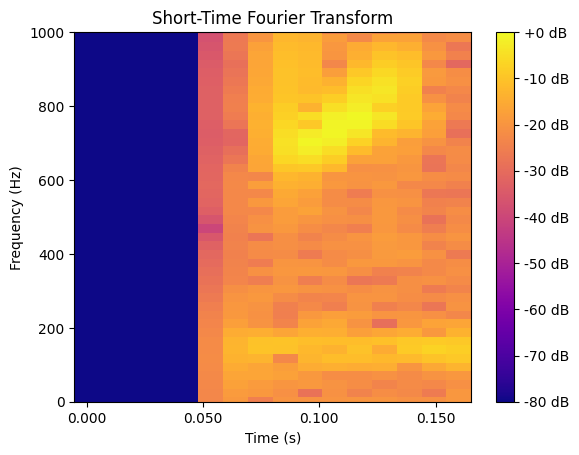 Short-Time Fourier Transform
1000
800
600
400
200
0
Frequency (Hz)
0.000
0.050
0.100
0.150
Time (s)
+0 dB
-10 dB
-20 dB
-30 dB
-40 dB
-50 dB
-60 dB
-70 dB
-80 dB